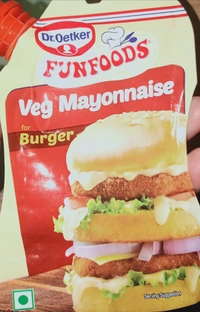 Dr.Oetker
FUNFOODS
Veg Mayonnaise
for
Burger
Serving Suggestion